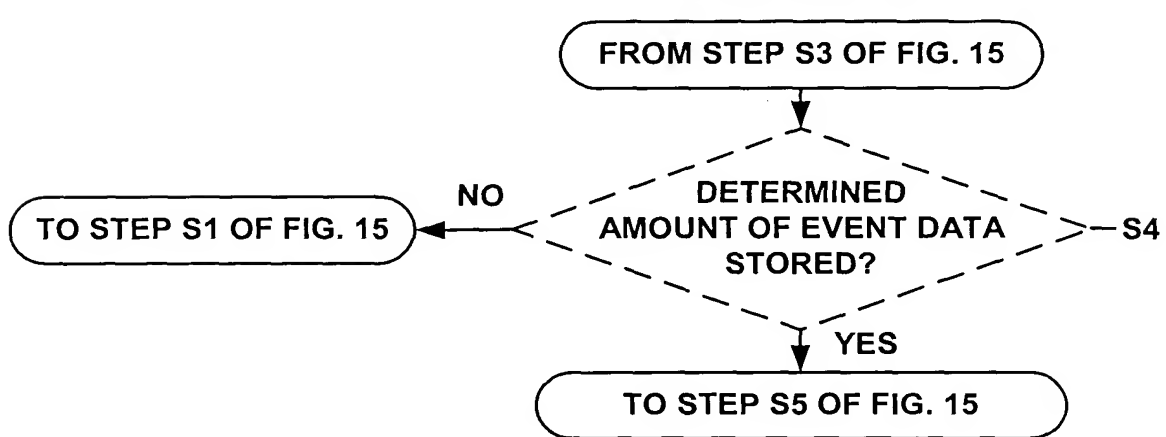 FROM STEP S3 OF FIG. 15
NO
DETERMINED
TO STEP S1 OF FIG. 15
AMOUNT OF EVENT DATA
S4
STORED?
YES
TO STEP S5 OF FIG. 15